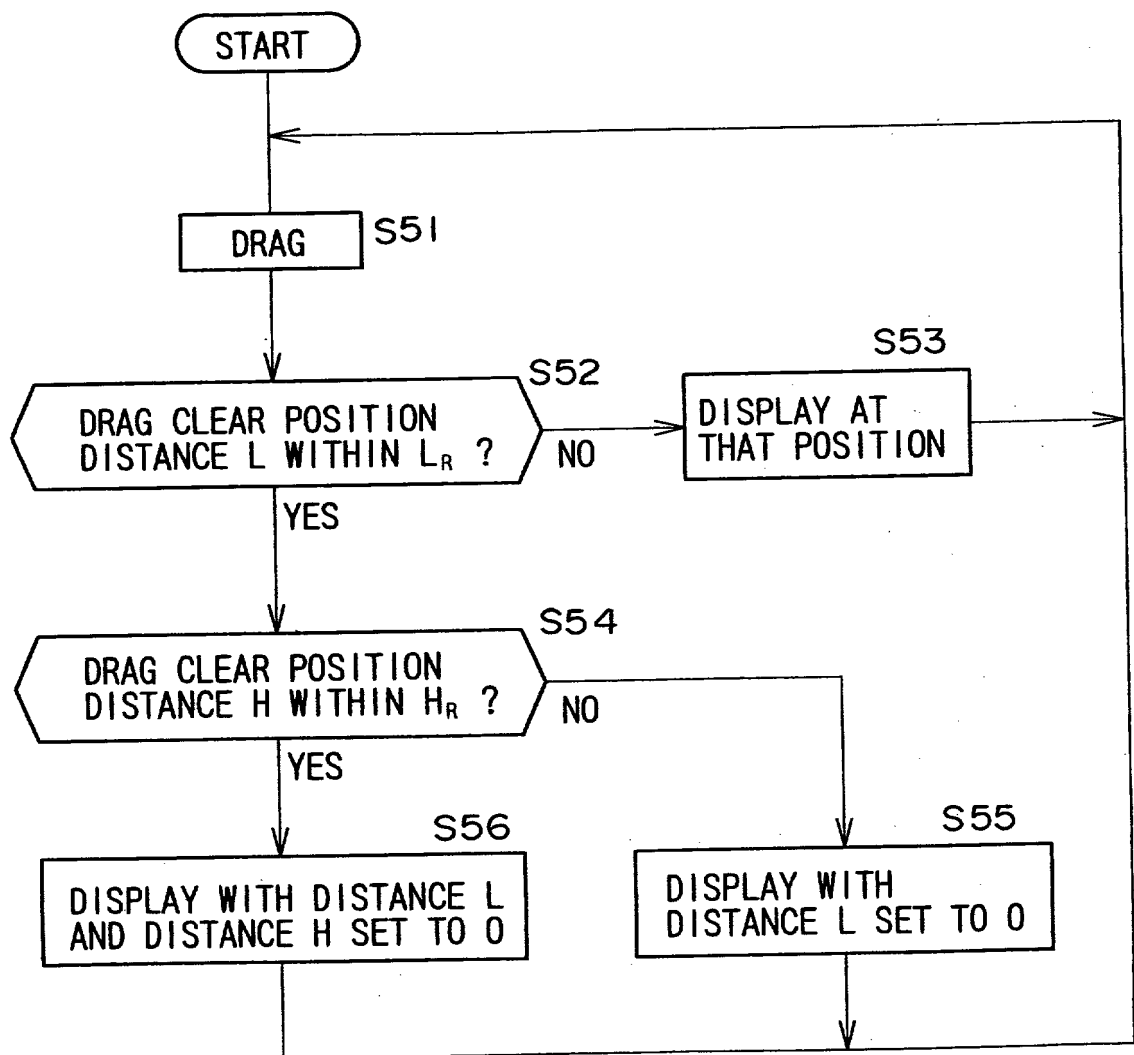 START
DRAG
S51
S52
DRAG CLEAR POSITION
DISTANCE L WITHIN LR ?
NO
S53
DISPLAY AT
THAT POSITION
YES
S54
DRAG CLEAR POSITION
DISTANCE H WITHIN HR ?
NO
YES
S56
DISPLAY WITH DISTANCE L
AND DISTANCE H SET TO 0
S55
DISPLAY WITH
DISTANCE L SET TO 0